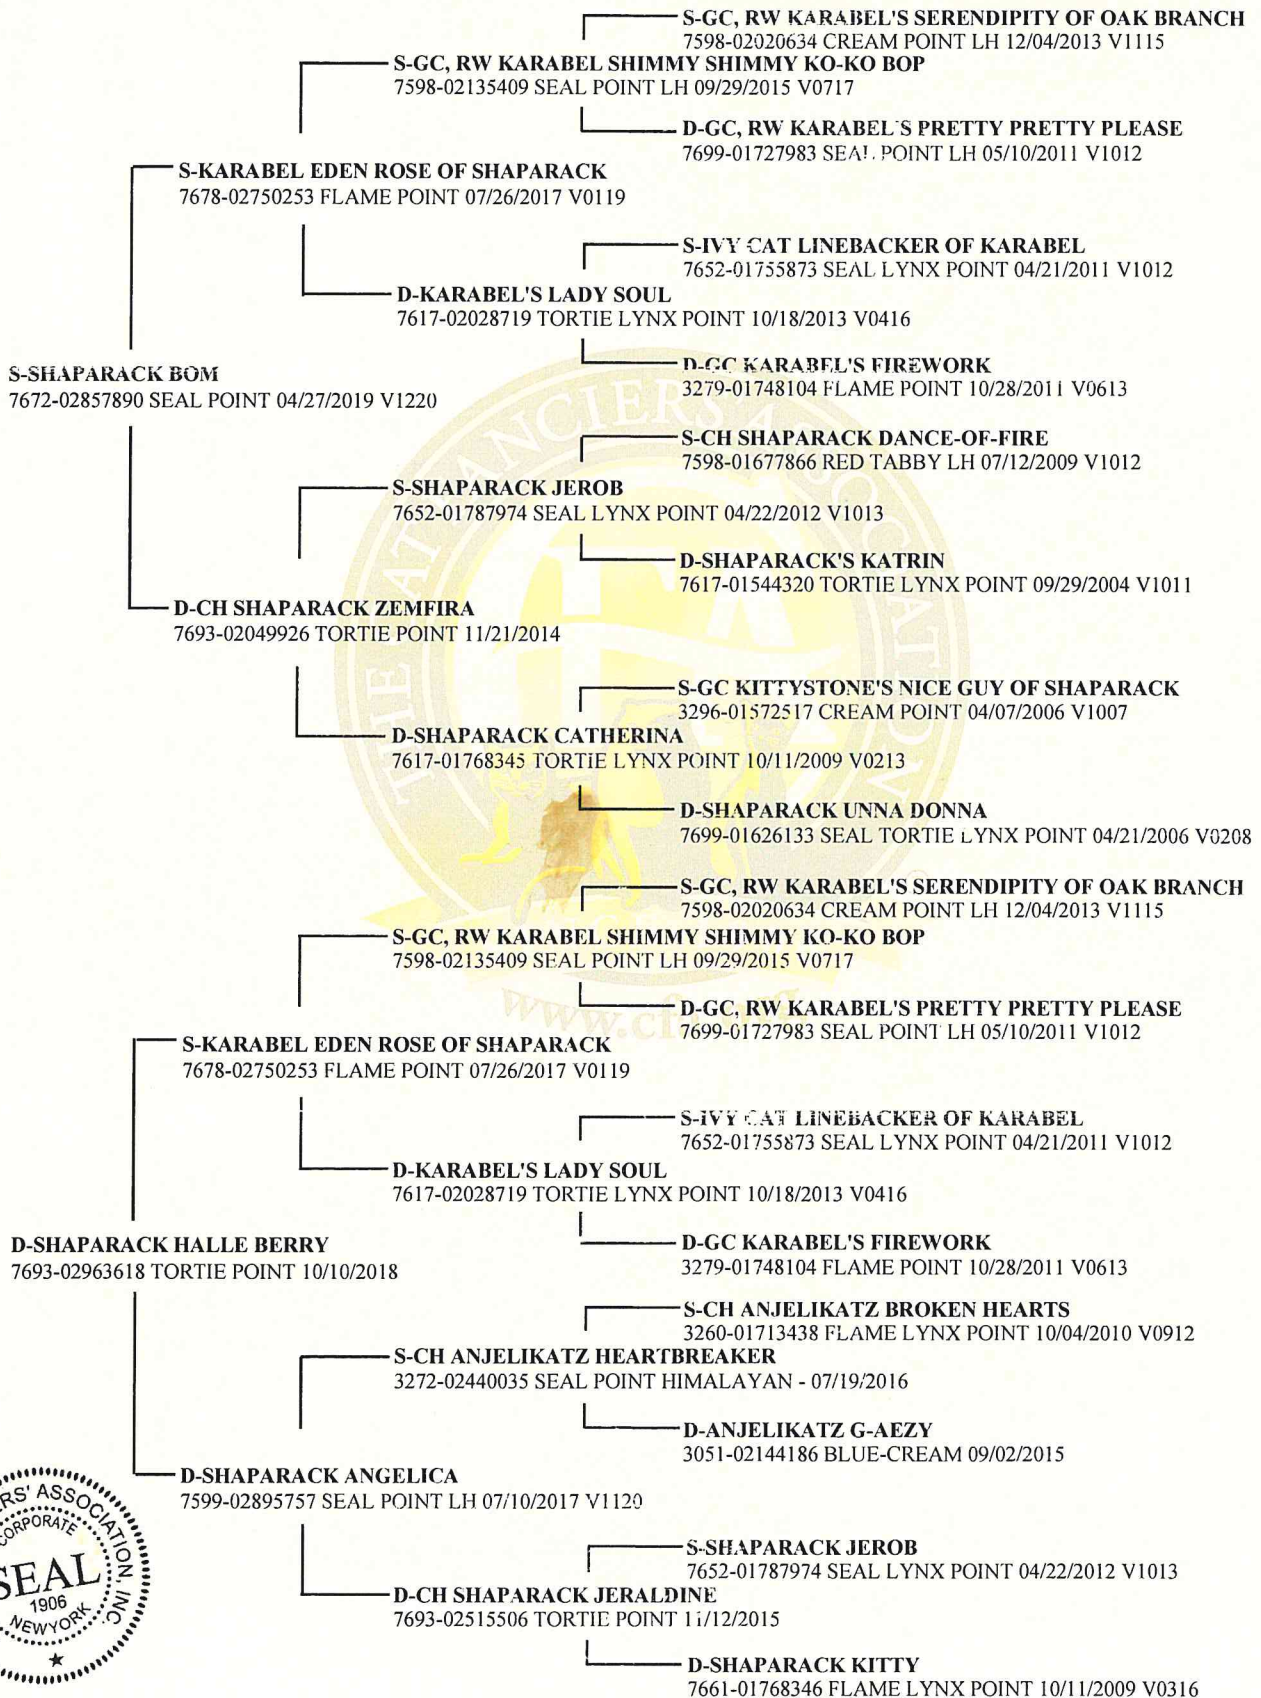 S-GC, RW KARABEL'S SERENDIPITY OF OAK BRANCH
7598-02020634 CREAM POINT LH 12/04/2013 V1115
S-GC, RW KARABEL SHIMMY SHIMMY KO-KO BOP
7598-02135409 SEAL POINT LH 09/29/2015 V0717
D-GC, RW KARABEL'S PRETTY PRETTY PLEASE
7699-01727983 SEAL POINT LH 05/10/2011 V1012
S-KARABEL EDEN ROSE OF SHAPARACK
7678-02750253 FLAME POINT 07/26/2017 V0119
S-IVY CAT LINEBACKER OF KARABEL
7652-01755873 SEAL LYNX POINT 04/21/2011 V1012
D-KARABEL'S LADY SOUL
7617-02028719 TORTIE LYNX POINT 10/18/2013 V0416
D-GC KARABEL'S FIREWORK
3279-01748104 FLAME POINT 10/28/2011 V0613
S-SHAPARACK BOM
7672-02857890 SEAL POINT 04/27/2019 V1220
S-CH SHAPARACK DANCE-OF-FIRE
7598-01677866 RED TABBY LH 07/12/2009 V1012
S-SHAPARACK JEROB
7652-01787974 SEAL LYNX POINT 04/22/2012 V1013
D-SHAPARACK'S KATRIN
7617-01544320 TORTIE LYNX POINT 09/29/2004 V1011
D-CH SHAPARACK ZEMFIRA
7693-02049926 TORTIE POINT 11/21/2014
S-GC KITTYSTONE'S NICE GUY OF SHAPARACK
3296-01572517 CREAM POINT 04/07/2006 V1007
D-SHAPARACK CATHERINA
7617-01768345 TORTIE LYNX POINT 10/11/2009 V0213
D-SHAPARACK UNNA DONNA
7699-01626133 SEAL TORTIE LYNX POINT 04/21/2006 V0208
S-GC, RW KARABEL'S SERENDIPITY OF OAK BRANCH
7598-02020634 CREAM POINT LH 12/04/2013 V1115
S-GC, RW KARABEL SHIMMY SHIMMY KO-KO BOP
7598-02135409 SEAL POINT LH 09/29/2015 V0717
D-GC, RW KARABEL'S PRETTY PRETTY PLEASE
7699-01727983 SEAL POINT LH 05/10/2011 V1012
S-KARABEL EDEN ROSE OF SHAPARACK
7678-02750253 FLAME POINT 07/26/2017 V0119
S-IVY CAT LINEBACKER OF KARABEL
7652-01755873 SEAL LYNX POINT 04/21/2011 V1012
D-KARABEL'S LADY SOUL
7617-02028719 TORTIE LYNX POINT 10/18/2013 V0416
D-GC KARABEL'S FIREWORK
3279-01748104 FLAME POINT 10/28/2011 V0613
D-SHAPARACK HALLE BERRY
7693-02963618 TORTIE POINT 10/10/2018
S-CH ANJELIKATZ BROKEN HEARTS
3260-01713438 FLAME LYNX POINT 10/04/2010 V0912
S-CH ANJELIKATZ HEARTBREAKER
3272-02440035 SEAL POINT HIMALAYAN - 07/19/2016
D-ANJELIKATZ G-AEZY
3051-02144186 BLUE-CREAM 09/02/2015
D-SHAPARACK ANGELICA
7599-02895757 SEAL POINT LH 07/10/2017 V1120
S-SHAPARACK JEROB
7652-01787974 SEAL LYNX POINT 04/22/2012 V1013
D-CH SHAPARACK JERALDINE
7693-02515506 TORTIE POINT 11/12/2015
D-SHAPARACK KITTY
7661-01768346 FLAME LYNX POINT 10/11/2009 V0316
THE CAT FANCIERS ASSOCIATION
RS' ASSOCIATION, INC.
CORPORATE
SEAL
1906
NEWYORK